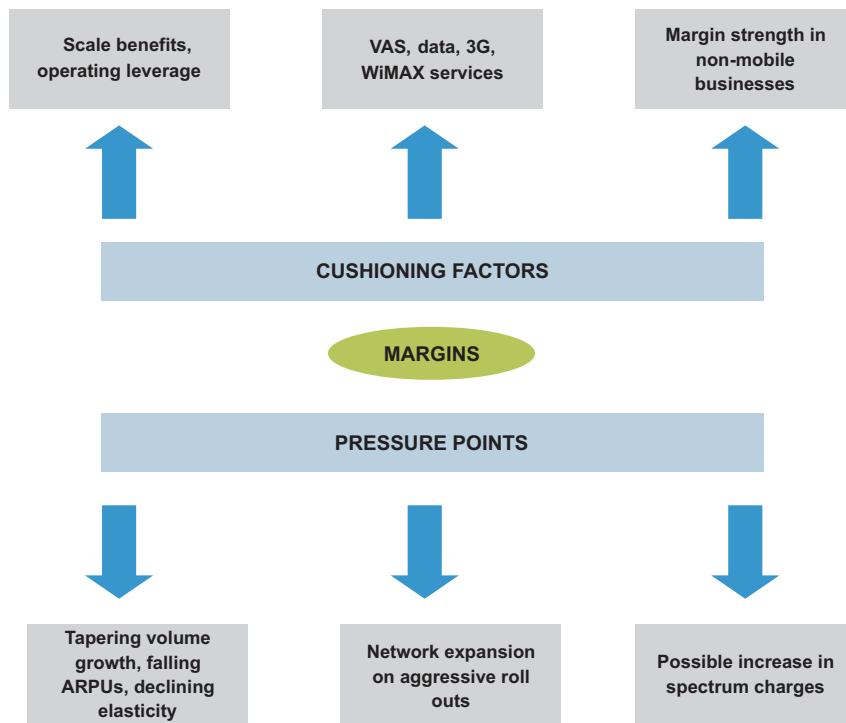 Scale benefits,
operating leverage
VAS, data, 3G,
WiMAX services
Margin strength in
non-mobile
businesses
CUSHIONING FACTORS
MARGINS
PRESSURE POINTS
Tapering volume
growth, falling
ARPUs, declining
elasticity
Network expansion
on aggressive roll
outs
Possible increase in
spectrum charges